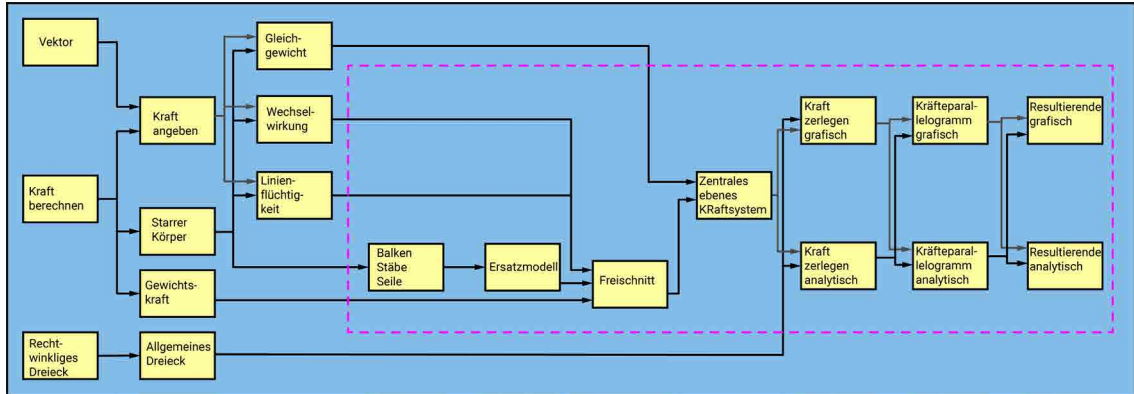 Vektor
Kraft
berechnen
Recht-
winkliges
Dreieck
Kraft
angeben
Starrer
Körper
Gewichts-
kraft
Allgemeines
Dreieck
Gleich-
gewicht
Wechsel-
wirkung
Linien-
flüchtig-
keit
Balken
Stäbe
Seile
Ersatzmodell
Freischnitt
Zentrales
ebenes
KRaftsystem
Kraft
zerlegen
grafisch
Kraft
zerlegen
analytisch
Kräfteparal-
lelogramm
grafisch
Kräfteparal-
lelogramm
analytisch
Resultierende
grafisch
Resultierende
analytisch